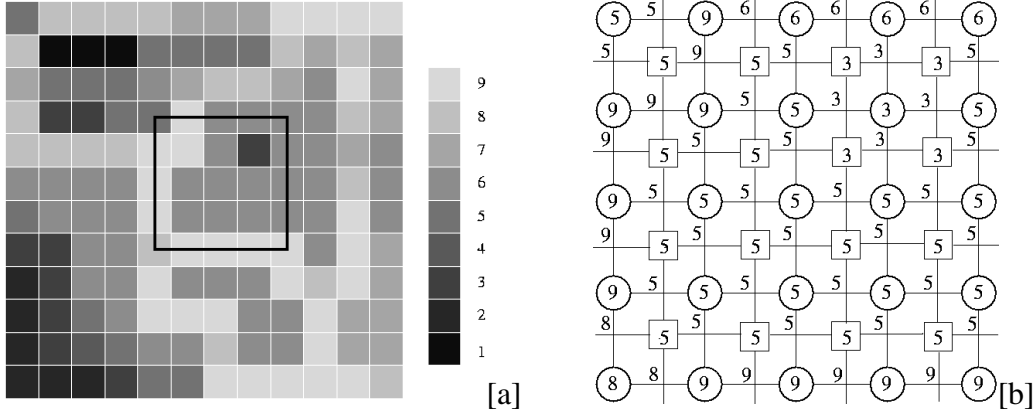 9
8
7
6
5
4
3
2
1
[a]
5 5 9 6 6 6 6 6 6
5 5 9 5 5 3 3 3 5
9 9 9 5 5 3 3 3 5
9 5 5 5 5 3 3 3 5
9 5 5 5 5 5 5 5 5
9 5 5 5 5 5 5 5 5
9 5 5 5 5 5 5 5 5
8 5 5 5 5 5 5 5 5
8 8 9 9 9 9 9 9 9
[b]